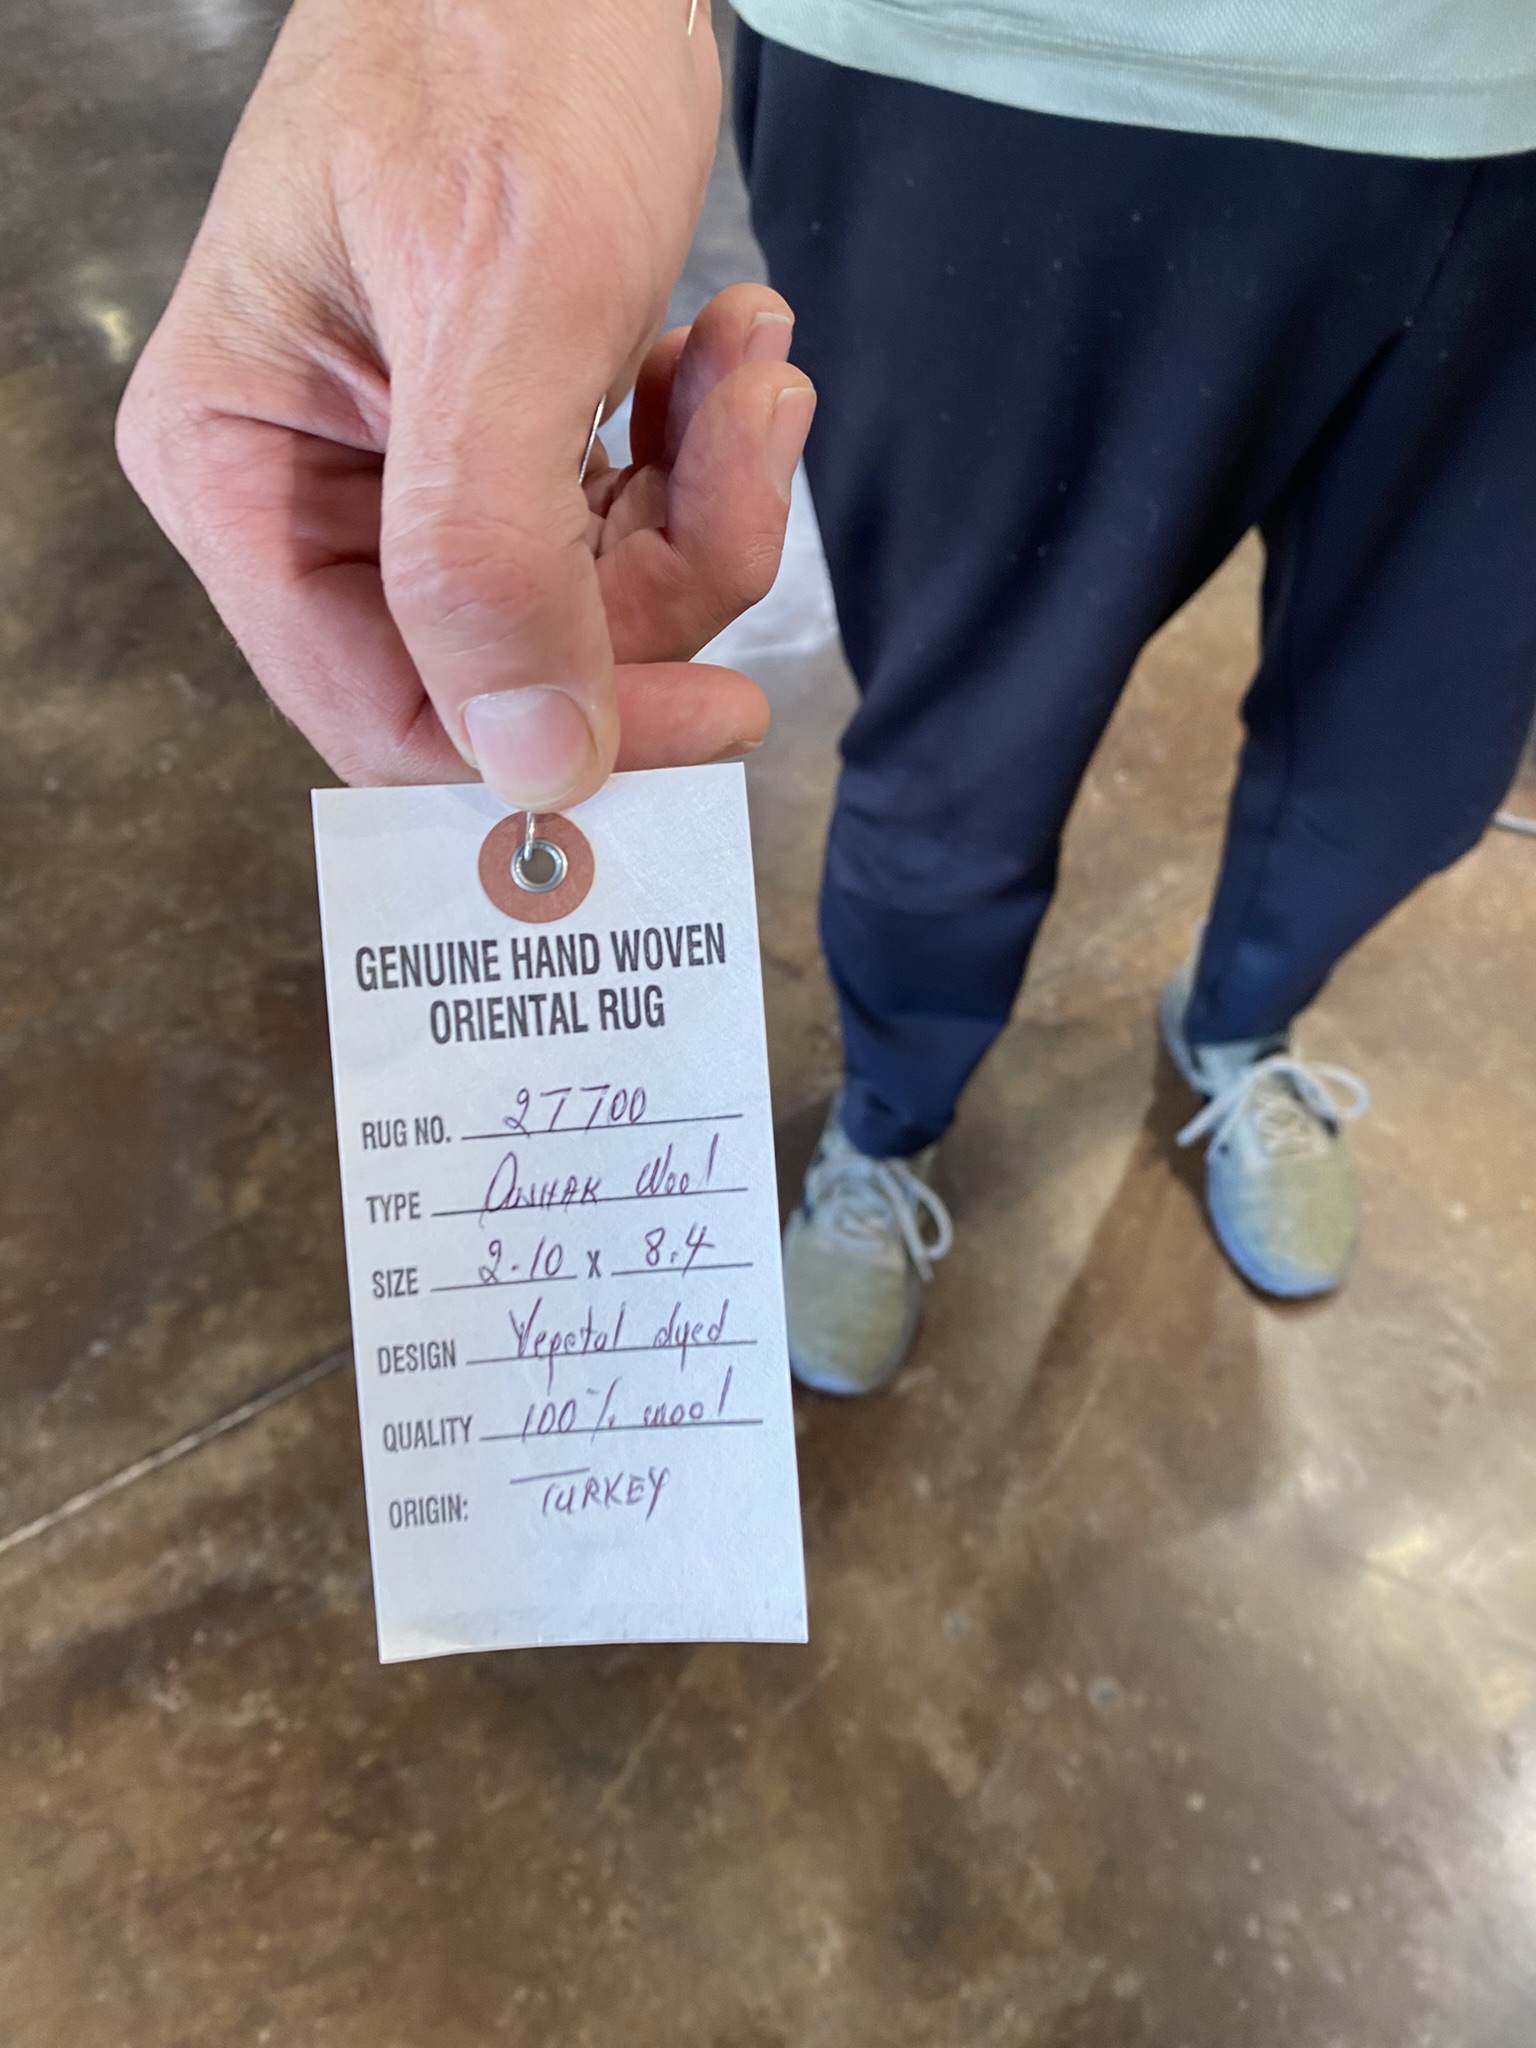 GENUINE HAND WOVEN
ORIENTAL RUG
RUG NO. 27700
TYPE Oushak Wool
SIZE 2.10 x 8.4
DESIGN Vegetal dyed
QUALITY 100% wool
ORIGIN: TURKEY